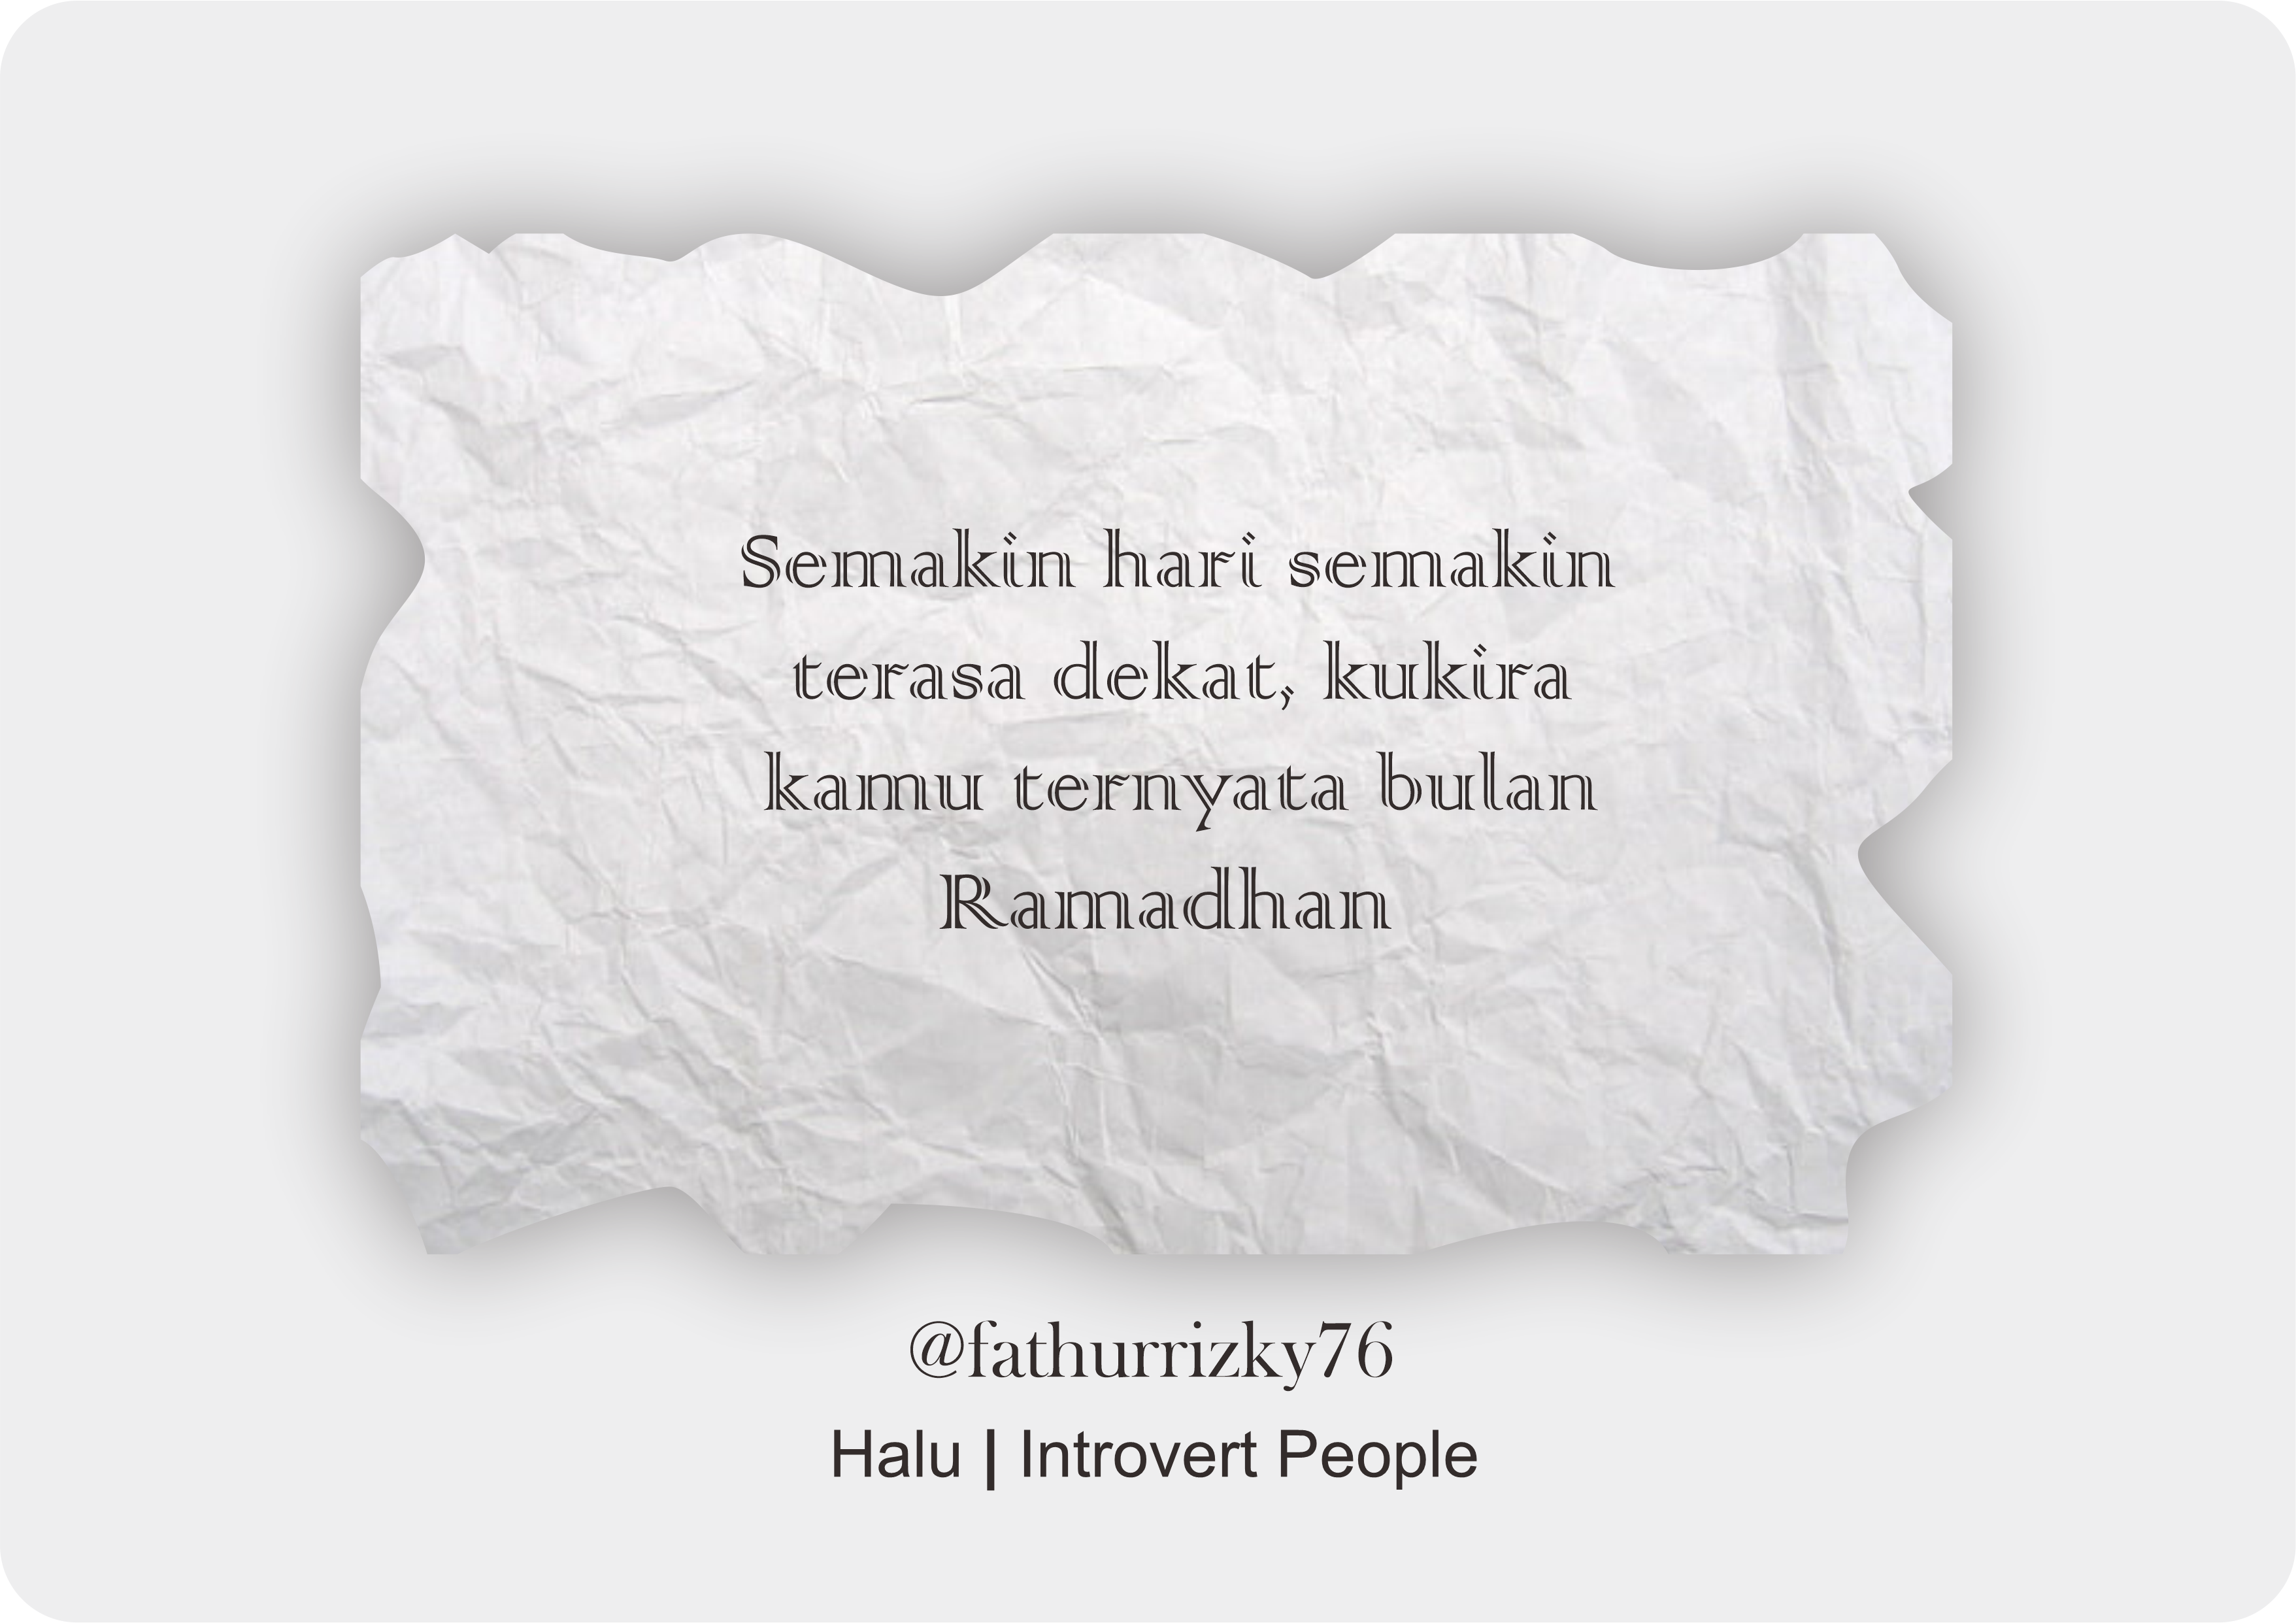 Semakin hari semakin
terasa dekat, kukira
kamu ternyata bulan
Ramadhan
@fathurrizky76
Halu | Introvert People